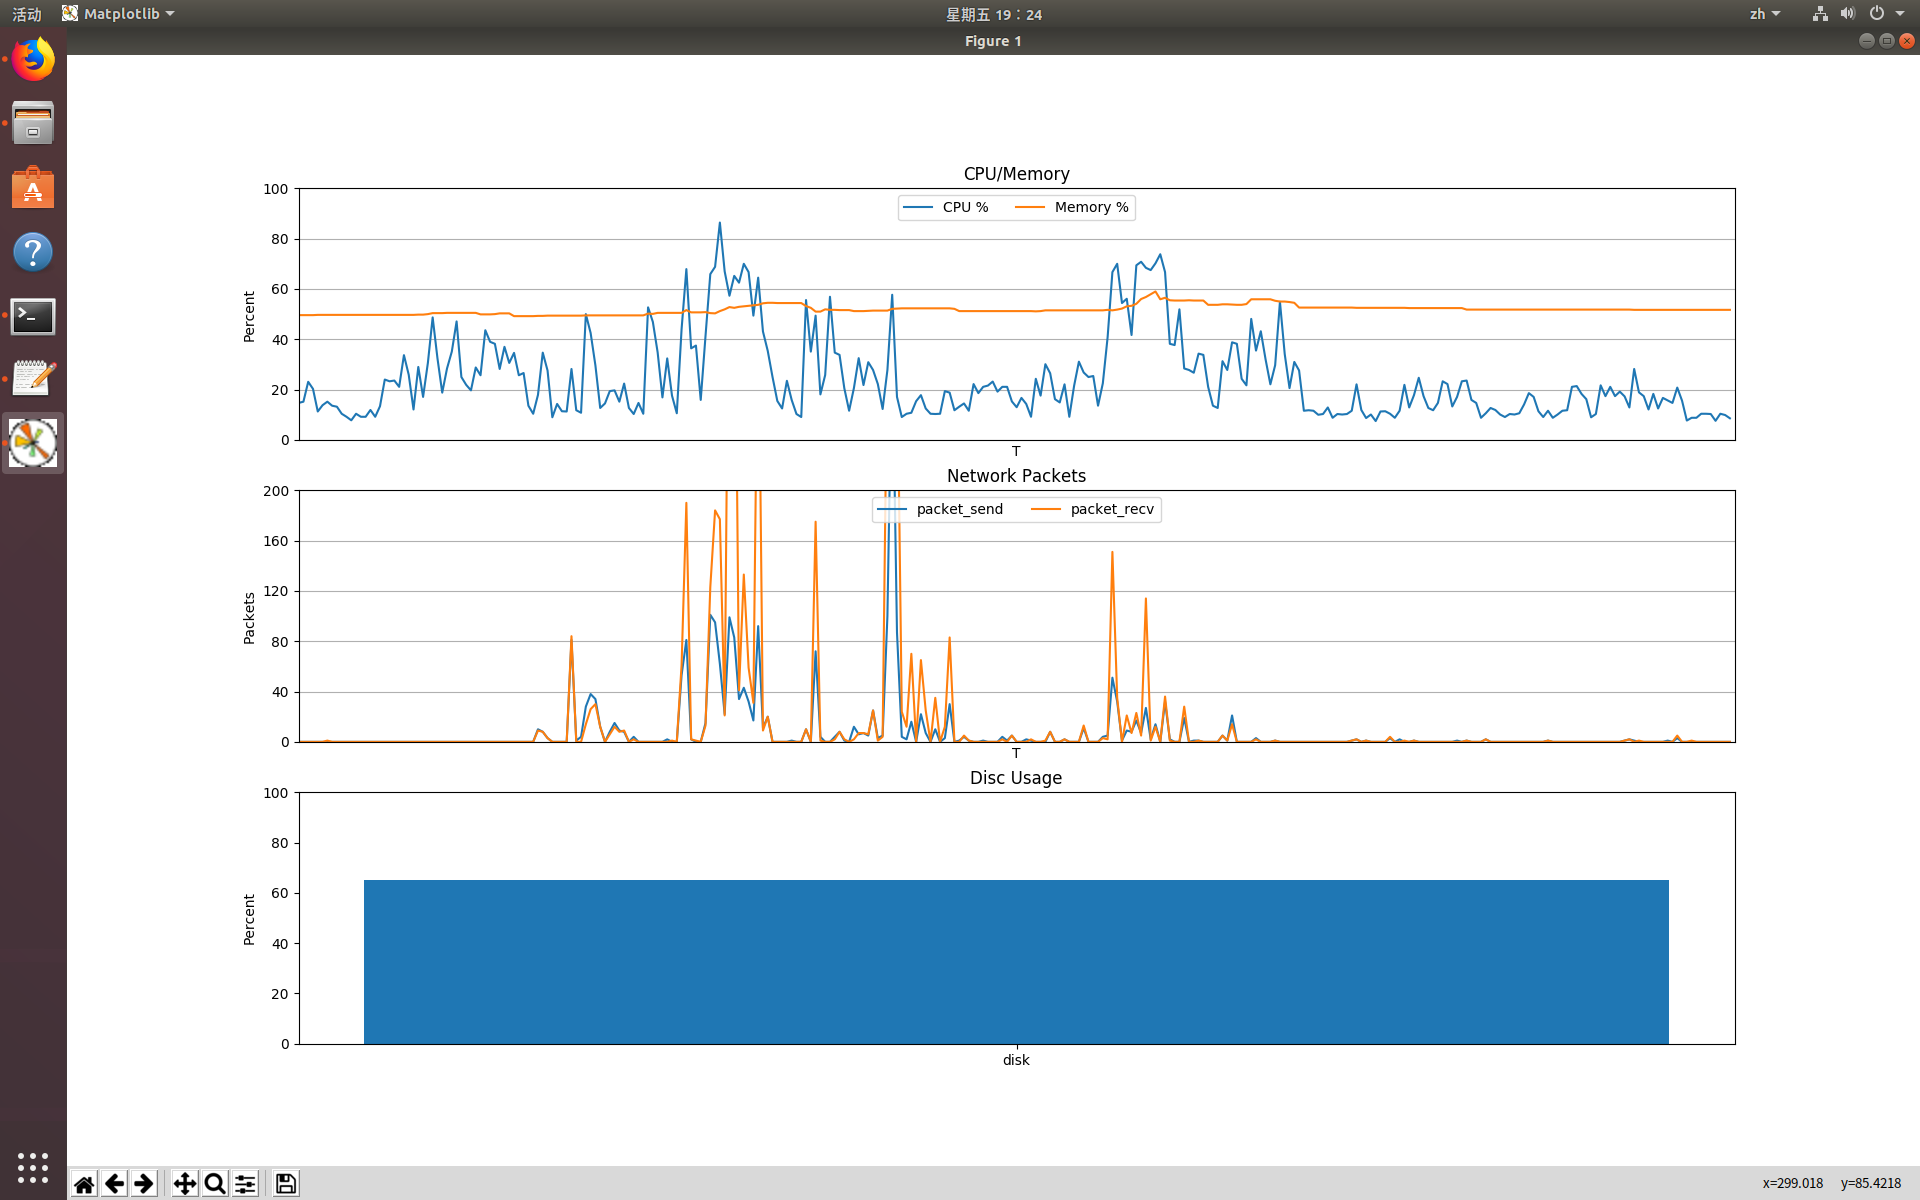 活动 Matplotlib 星期五 19：24 zh
Figure 1
CPU/Memory
CPU % Memory %
100
80
60
40
20
0
Percent
T
Network Packets
packet_send packet_recv
200
160
120
80
40
0
Packets
T
Disc Usage
100
80
60
40
20
0
Percent
disk
x=299.018 y=85.4218